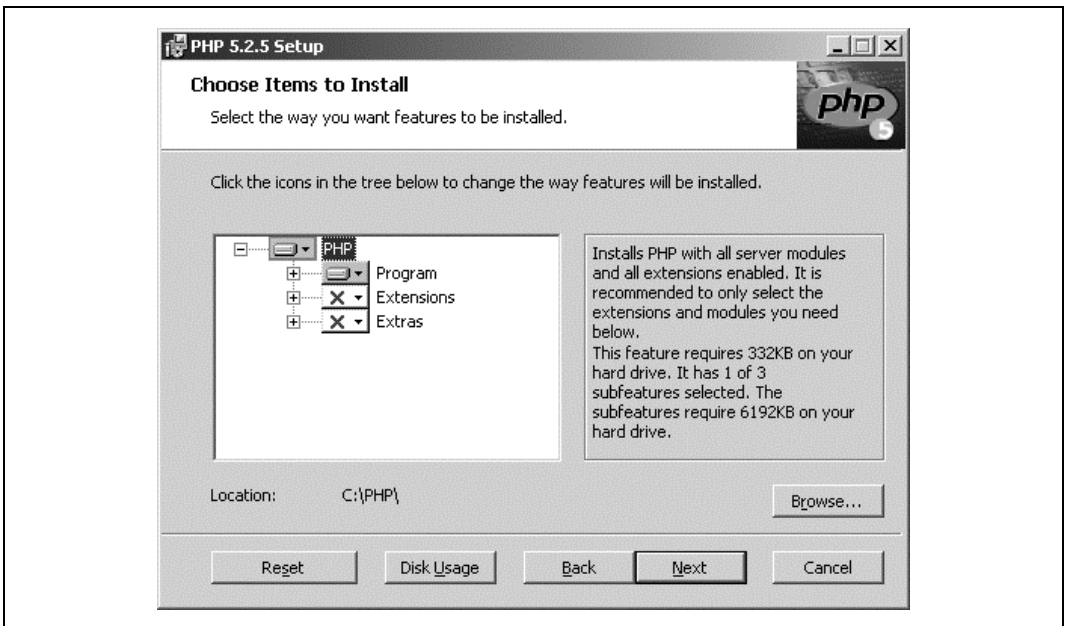 PHP 5.2.5 Setup
Choose Items to Install
Select the way you want features to be installed.
php
5
Click the icons in the tree below to change the way features will be installed.
PHP
Program
Extensions
Extras
Installs PHP with all server modules
and all extensions enabled. It is
recommended to only select the
extensions and modules you need
below.
This feature requires 332KB on your
hard drive. It has 1 of 3
subfeatures selected. The
subfeatures require 6192KB on your
hard drive.
Location: C:\PHP\
Browse...
Reset Disk Usage Back Next Cancel